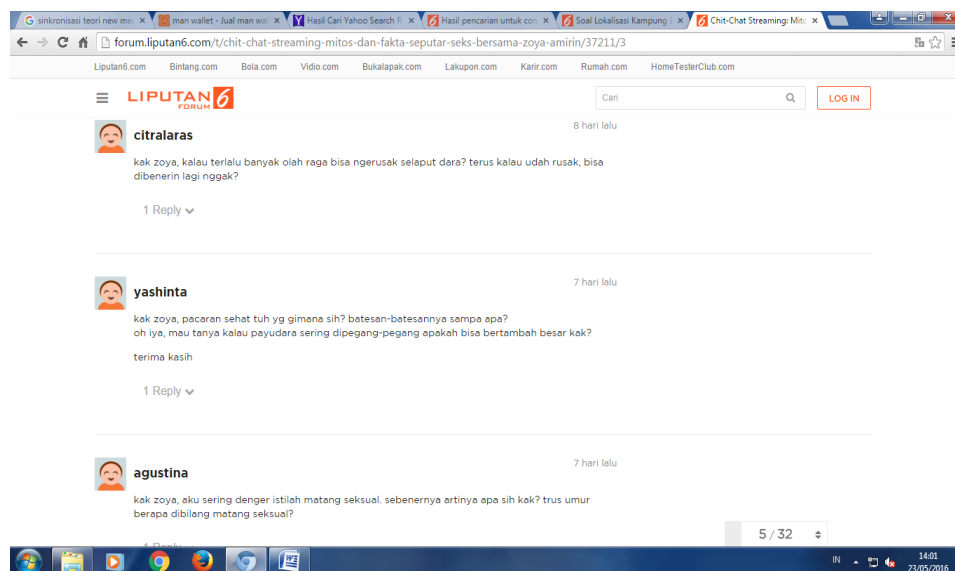 sinkronisasi teori new med
man wallet - Jual man wal
Hasil Cari Yahoo Search R
Hasil pencarian untuk con
Soal Lokalisasi Kampung
Chit-Chat Streaming: Mito
forum.liputan6.com/t/chit-chat-streaming-mitos-dan-fakta-seputar-seks-bersama-zoya-amirin/37211/3
Liputan6.com Bintang.com Bola.com Vidio.com Bukalapak.com Lakupon.com Karir.com Rumah.com HomeTesterClub.com
LIPUTAN 6
FORUM
Cari
LOG IN
citralaras
8 hari lalu
kak zoya, kalau terlalu banyak olah raga bisa ngerusak selaput dara? terus kalau udah rusak, bisa
dibenerin lagi nggak?
1 Reply
yashinta
7 hari lalu
kak zoya, pacaran sehat tuh yg gimana sih? batesan-batesannya sampa apa?
oh iya, mau tanya kalau payudara sering dipegang-pegang apakah bisa bertambah besar kak?
terima kasih
1 Reply
agustina
7 hari lalu
kak zoya, aku sering denger istilah matang seksual. sebenernya artinya apa sih kak? trus umur
berapa dibilang matang seksual?
1 Reply
5 / 32
IN
14:01
23/05/2016